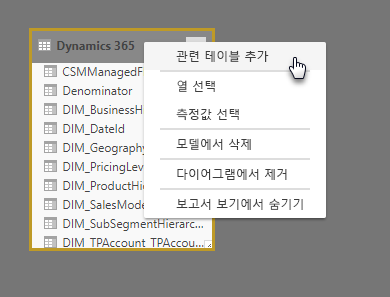 Dynamics 365
관련 테이블 추가
CSMManagedF
열 선택
Denominator
DIM_BusinessH
측정값 선택
DIM_DateId
DIM_Geography
모델에서 삭제
DIM_PricingLeve
다이어그램에서 제거
DIM_ProductHie
DIM_SalesMode
보고서 보기에서 숨기기
DIM_SubSegmentHierarc...
DIM_TPAccount_TPAccou...